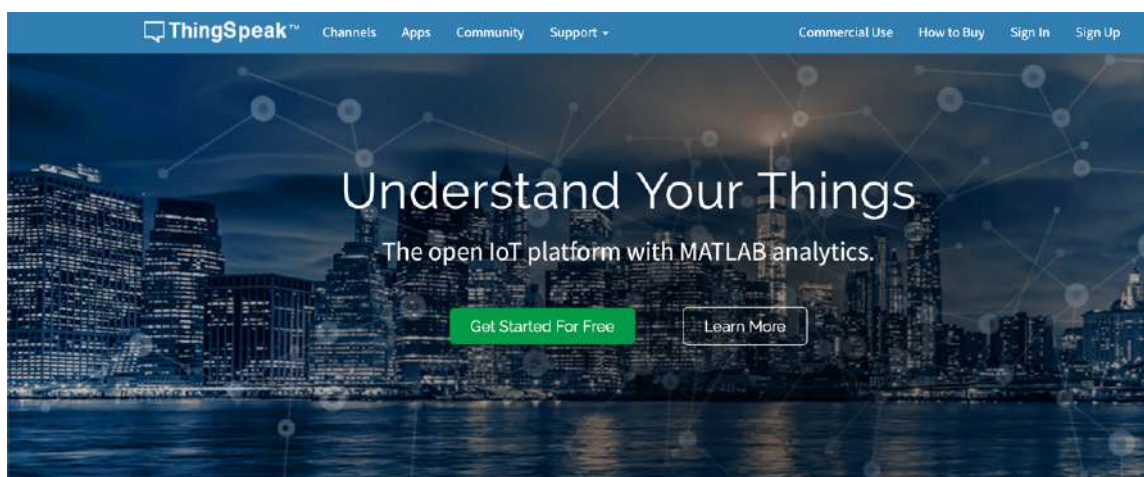 ThingSpeak™ Channels Apps Community Support Commercial Use How to Buy Sign In Sign Up
Understand Your Things
The open IoT platform with MATLAB analytics.
Get Started For Free Learn More